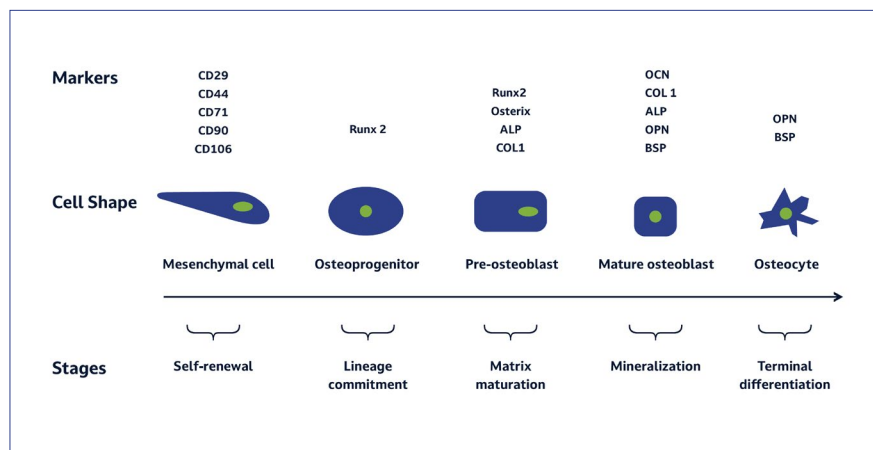 Markers
CD29
CD44
CD71
CD90
CD106
Runx 2
Runx2
Osterix
ALP
COL1
OCN
COL 1
ALP
OPN
BSP
OPN
BSP
Cell Shape
Mesenchymal cell
Osteoprogenitor
Pre-osteoblast
Mature osteoblast
Osteocyte
Stages
Self-renewal
Lineage
commitment
Matrix
maturation
Mineralization
Terminal
differentiation